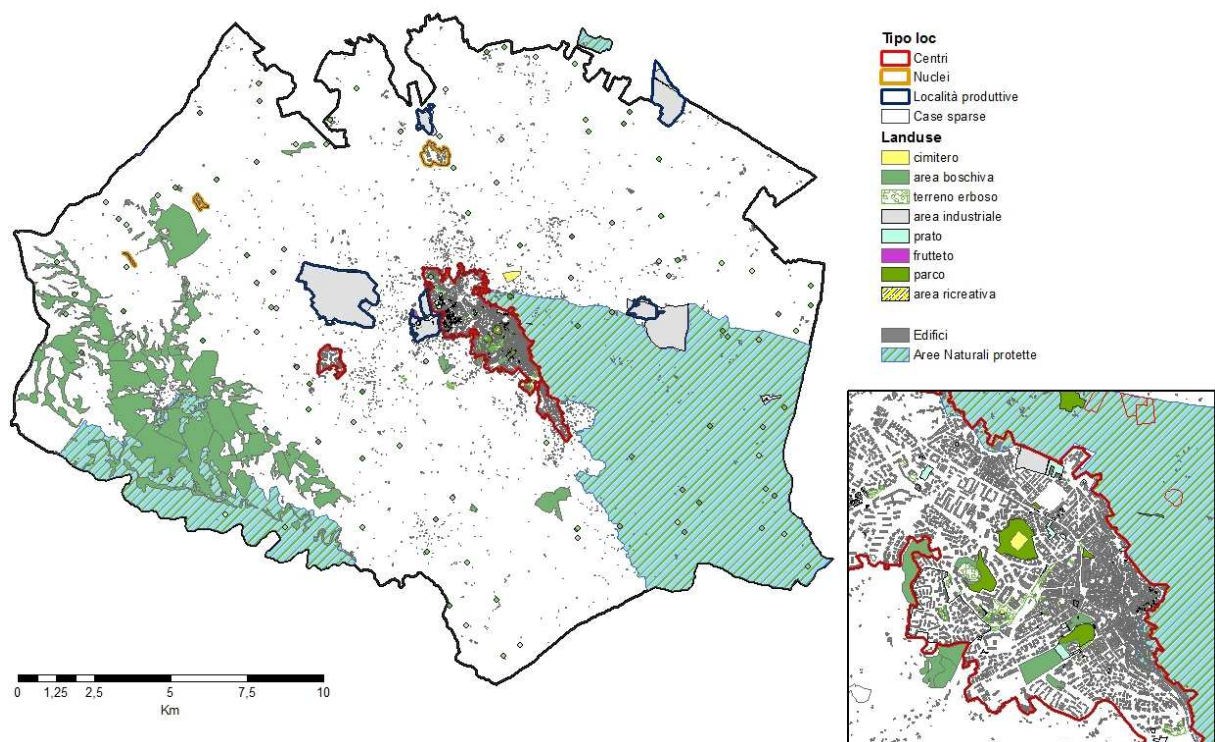 Tipo loc
Centri
Nuclei
Località produttive
Case sparse
Landuse
cimitero
area boschiva
terreno erboso
area industriale
prato
frutteto
parco
area ricreativa
Edifici
Aree Naturali protette
0 1,25 2,5 5 7,5 10
Km